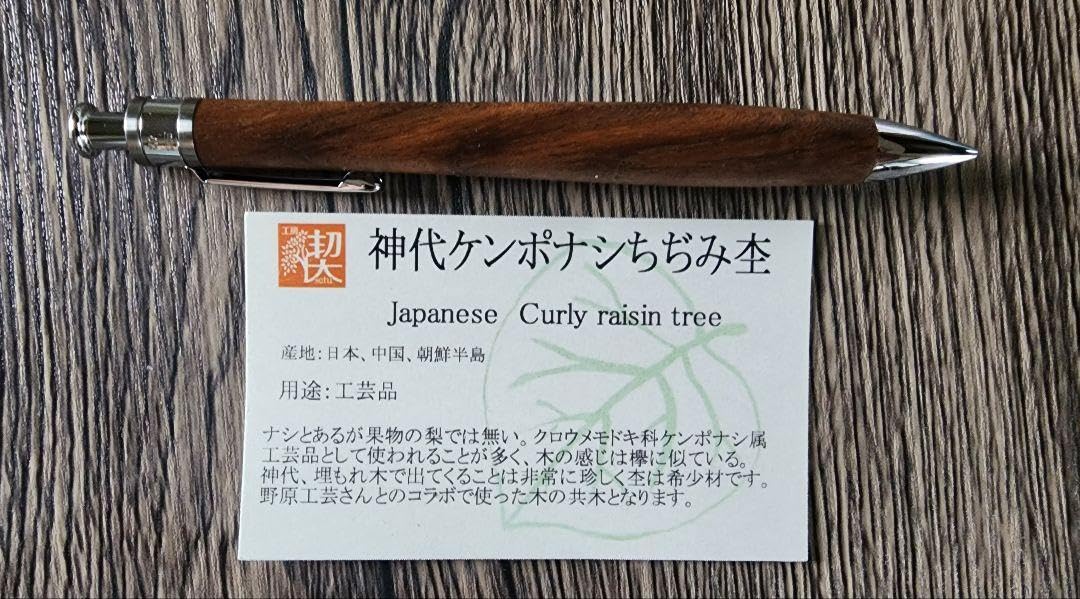 工房
契
setu
神代ケンポナシちぢみ杢
Japanese Curly raisin tree
産地：日本、中国、朝鮮半島
用途：工芸品
ナシとあるが果物の梨では無い。クロウメモドキ科ケンポナシ属
工芸品として使われることが多く、木の感じは欅に似ている。
神代、埋もれ木で出てくることは非常に珍しく杢は希少材です。
野原工芸さんとのコラボで使った木の共木となります。